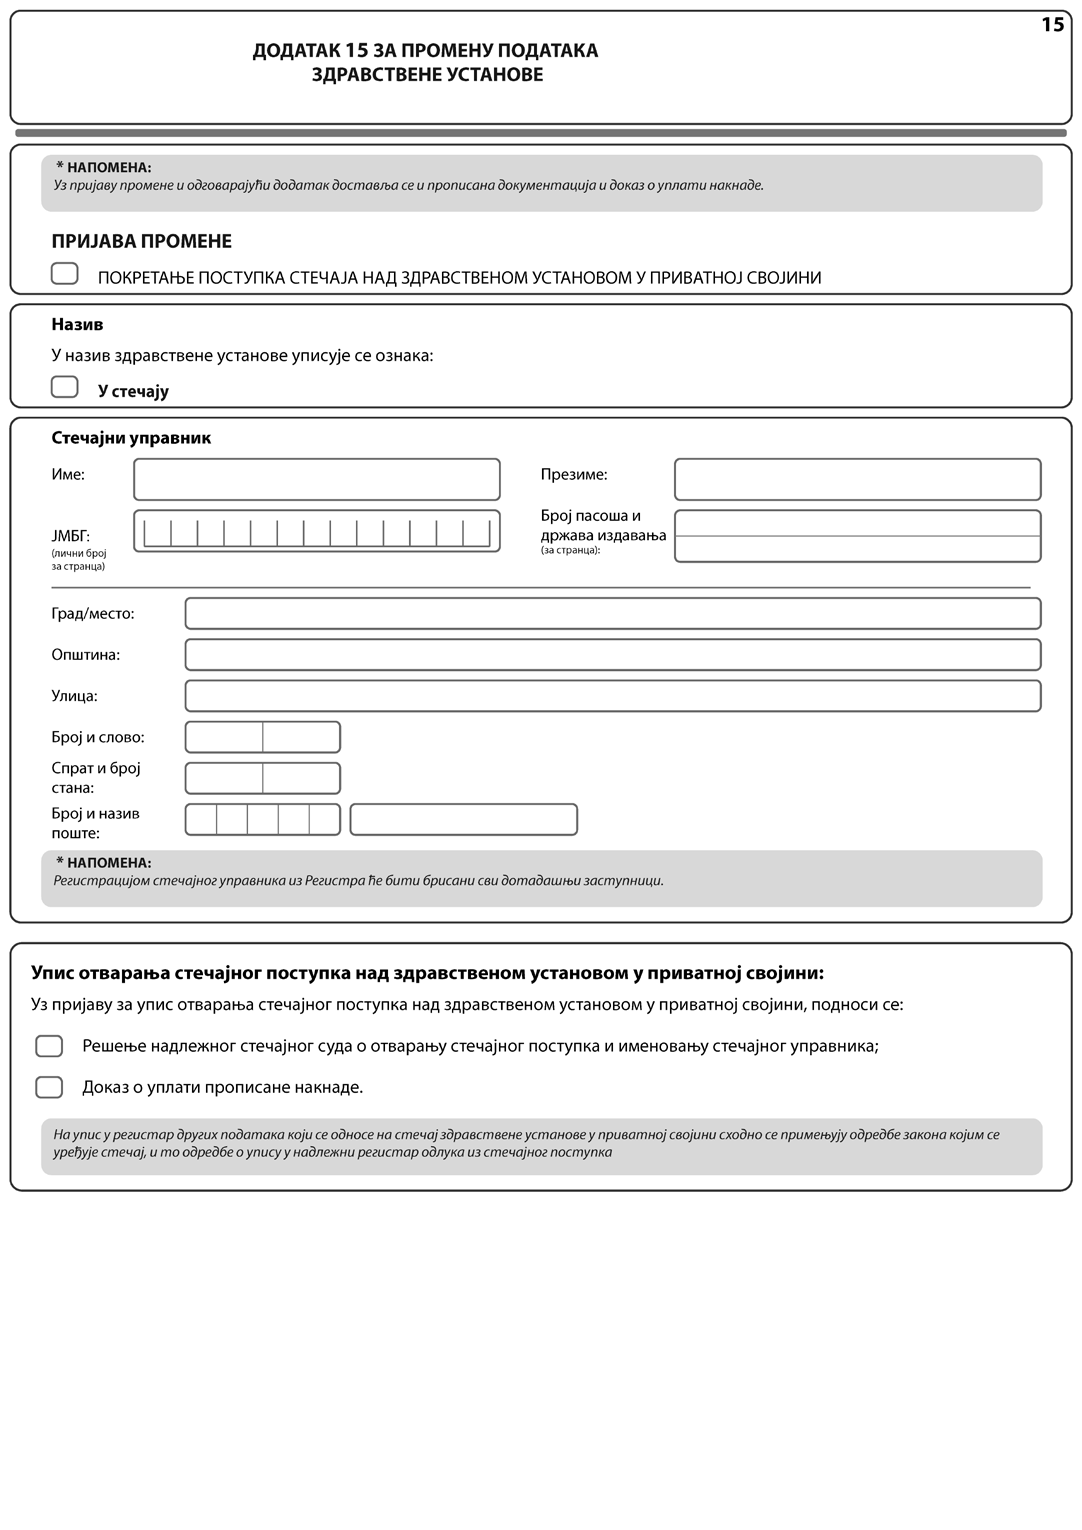 15
ДОДАТАК 15 ЗА ПРОМЕНУ ПОДАТАКА
ЗДРАВСТВЕНЕ УСТАНОВЕ
* НАПОМЕНА:
Уз пријаву промене и одговарајући додатак доставља се и прописана документација и доказ о уплати накнаде.
ПРИЈАВА ПРОМЕНЕ
ПОКРЕТАЊЕ ПОСТУПКА СТЕЧАЈА НАД ЗДРАВСТВЕНОМ УСТАНОВОМ У ПРИВАТНОЈ СВОЈИНИ
Назив
У назив здравствене установе уписује се ознака:
У стечају
Стечајни управник
Име:
Презиме:
ЈМБГ:
(лични број
за странца)
Број пасоша и
држава издавања
(за странца):
Град/место:
Општина:
Улица:
Број и слово:
Спрат и број
стана:
Број и назив
поште:
* НАПОМЕНА:
Регистрацијом стечајног управника из Регистра ће бити брисани сви дотадашњи заступници.
Упис отварања стечајног поступка над здравственом установом у приватној својини:
Уз пријаву за упис отварања стечајног поступка над здравственом установом у приватној својини, подноси се:
Решење надлежног стечајног суда о отварању стечајног поступка и именовању стечајног управника;
Доказ о уплати прописане накнаде.
На упис у регистар других података који се односе на стечај здравствене установе у приватној својини сходно се примењују одредбе закона којим се
уређује стечај, и то одредбе о упису у надлежни регистар одлука из стечајног поступка